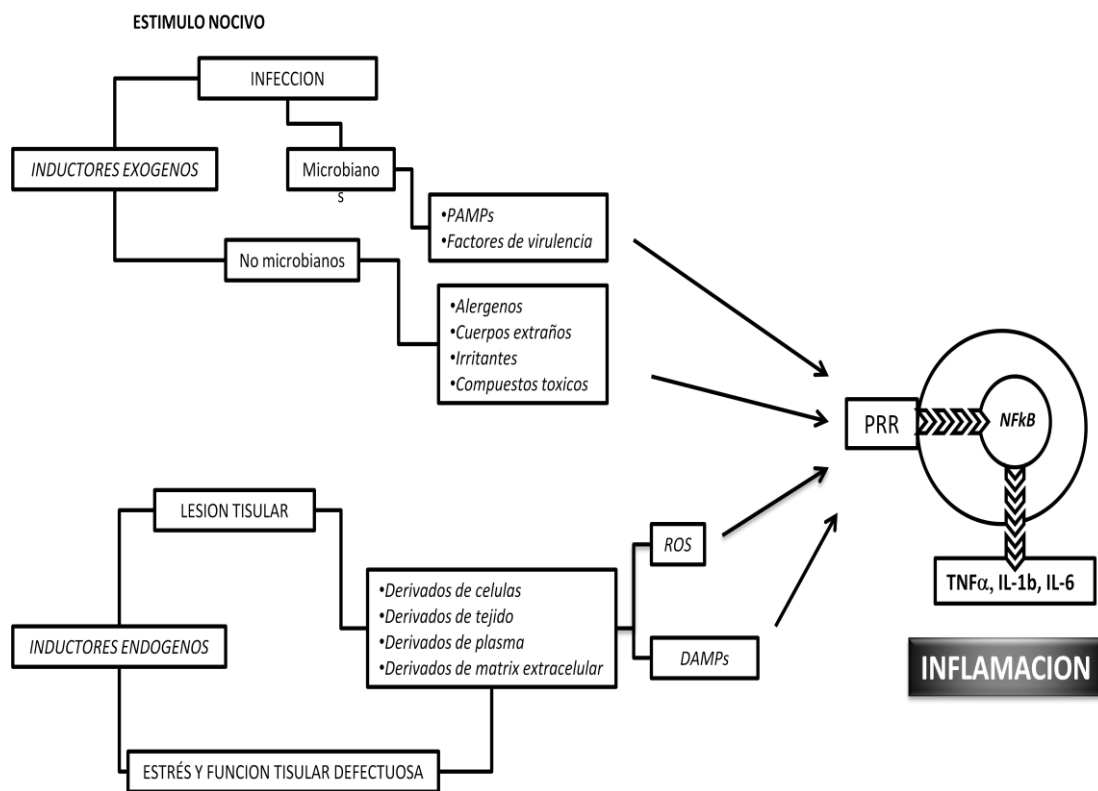 ESTIMULO NOCIVO
INFECCION
INDUCTORES EXOGENOS
Microbiano
s
•PAMPs
•Factores de virulencia
No microbianos
•Alergenos
•Cuerpos extraños
•Irritantes
•Compuestos toxicos
PRR
NFkB
TNFα, IL-1b, IL-6
INFLAMACION
LESION TISULAR
INDUCTORES ENDOGENOS
•Derivados de celulas
•Derivados de tejido
•Derivados de plasma
•Derivados de matrix extracelular
ROS
DAMPs
ESTRÉS Y FUNCION TISULAR DEFECTUOSA